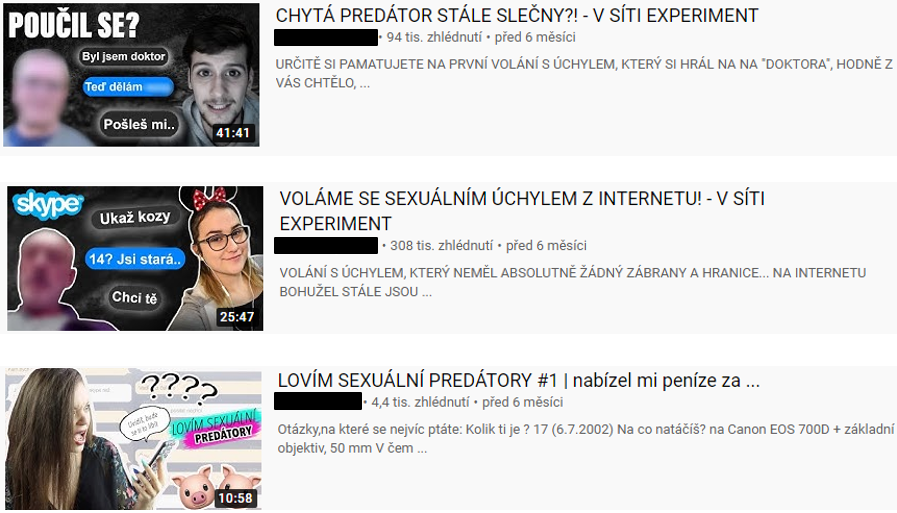 POUČIL SE?
Byl jsem doktor
Teď dělám
Pošleš mi..
41:41
CHYTÁ PREDÁTOR STÁLE SLEČNY?! - V SÍTI EXPERIMENT
• 94 tis. zhlédnutí • před 6 měsíci
URČITĚ SI PAMATUJETE NA PRVNÍ VOLÁNÍ S ÚCHYLEM, KTERÝ SI HRÁL NA NA "DOKTORA", HODNĚ Z
VÁS CHTĚLO, ...
skype
Ukaž kozy
14? Jsi stará..
Chci tě
25:47
VOLÁME SE SEXUÁLNÍM ÚCHYLEM Z INTERNETU! - V SÍTI
EXPERIMENT
• 308 tis. zhlédnutí • před 6 měsíci
VOLÁNÍ S ÚCHYLEM, KTERÝ NEMĚL ABSOLUTNĚ ŽÁDNÝ ZÁBRANY A HRANICE... NA INTERNETU
BOHUŽEL STÁLE JSOU ...
????
Uvidíš, bude
se ti to líbit
LOVÍM SEXUÁLNÍ
PREDÁTORY
10:58
LOVÍM SEXUÁLNÍ PREDÁTORY #1 | nabízel mi peníze za ...
• 4,4 tis. zhlédnutí • před 6 měsíci
Otázky,na které se nejvíc ptáte: Kolik ti je ? 17 (6.7.2002) Na co natáčíš? na Canon EOS 700D + základní
objektiv, 50 mm V čem ...